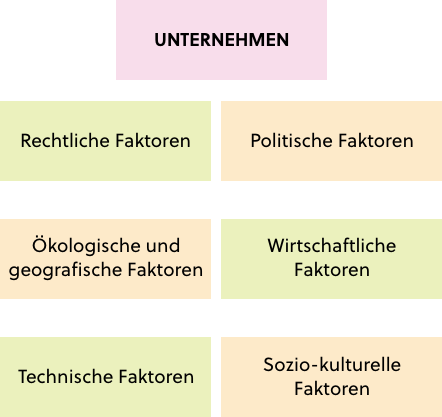 UNTERNEHMEN
Rechtliche Faktoren
Politische Faktoren
Ökologische und
geografische Faktoren
Wirtschaftliche
Faktoren
Technische Faktoren
Sozio-kulturelle
Faktoren